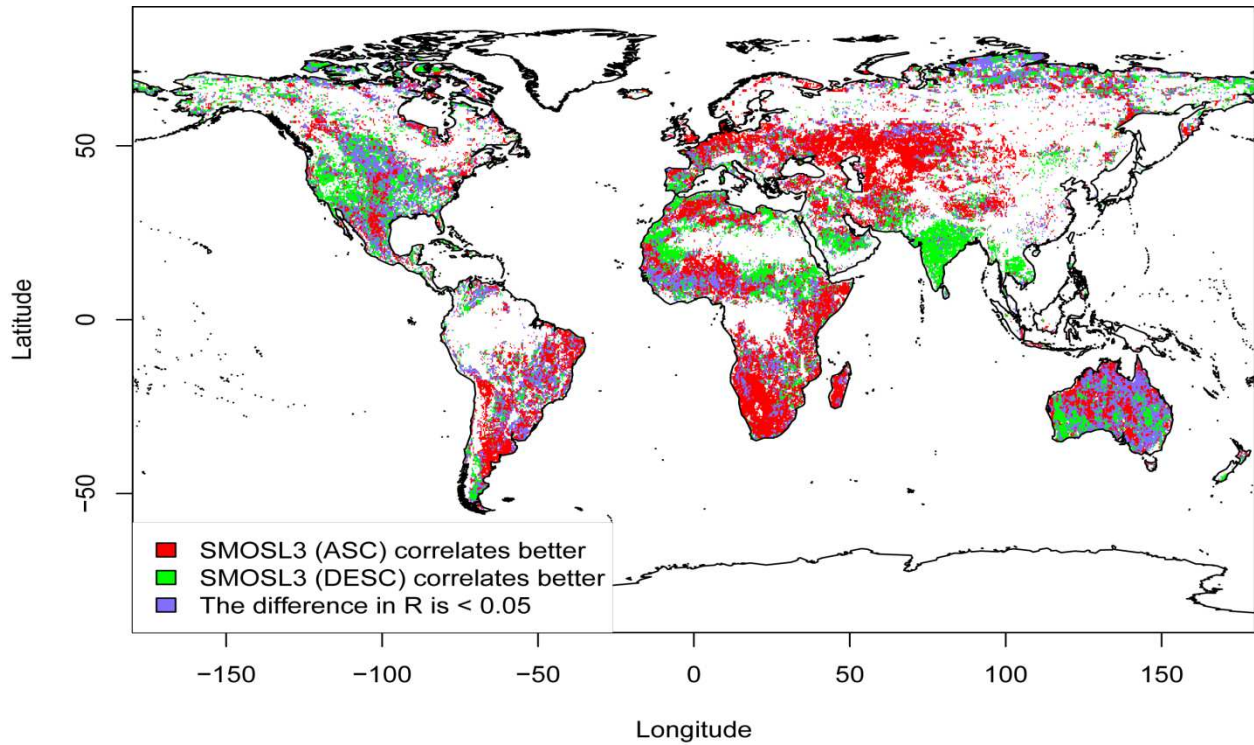 Latitude
50
0
−50
SMOSL3 (ASC) correlates better
SMOSL3 (DESC) correlates better
The difference in R is < 0.05
−150 −100 −50 0 50 100 150
Longitude